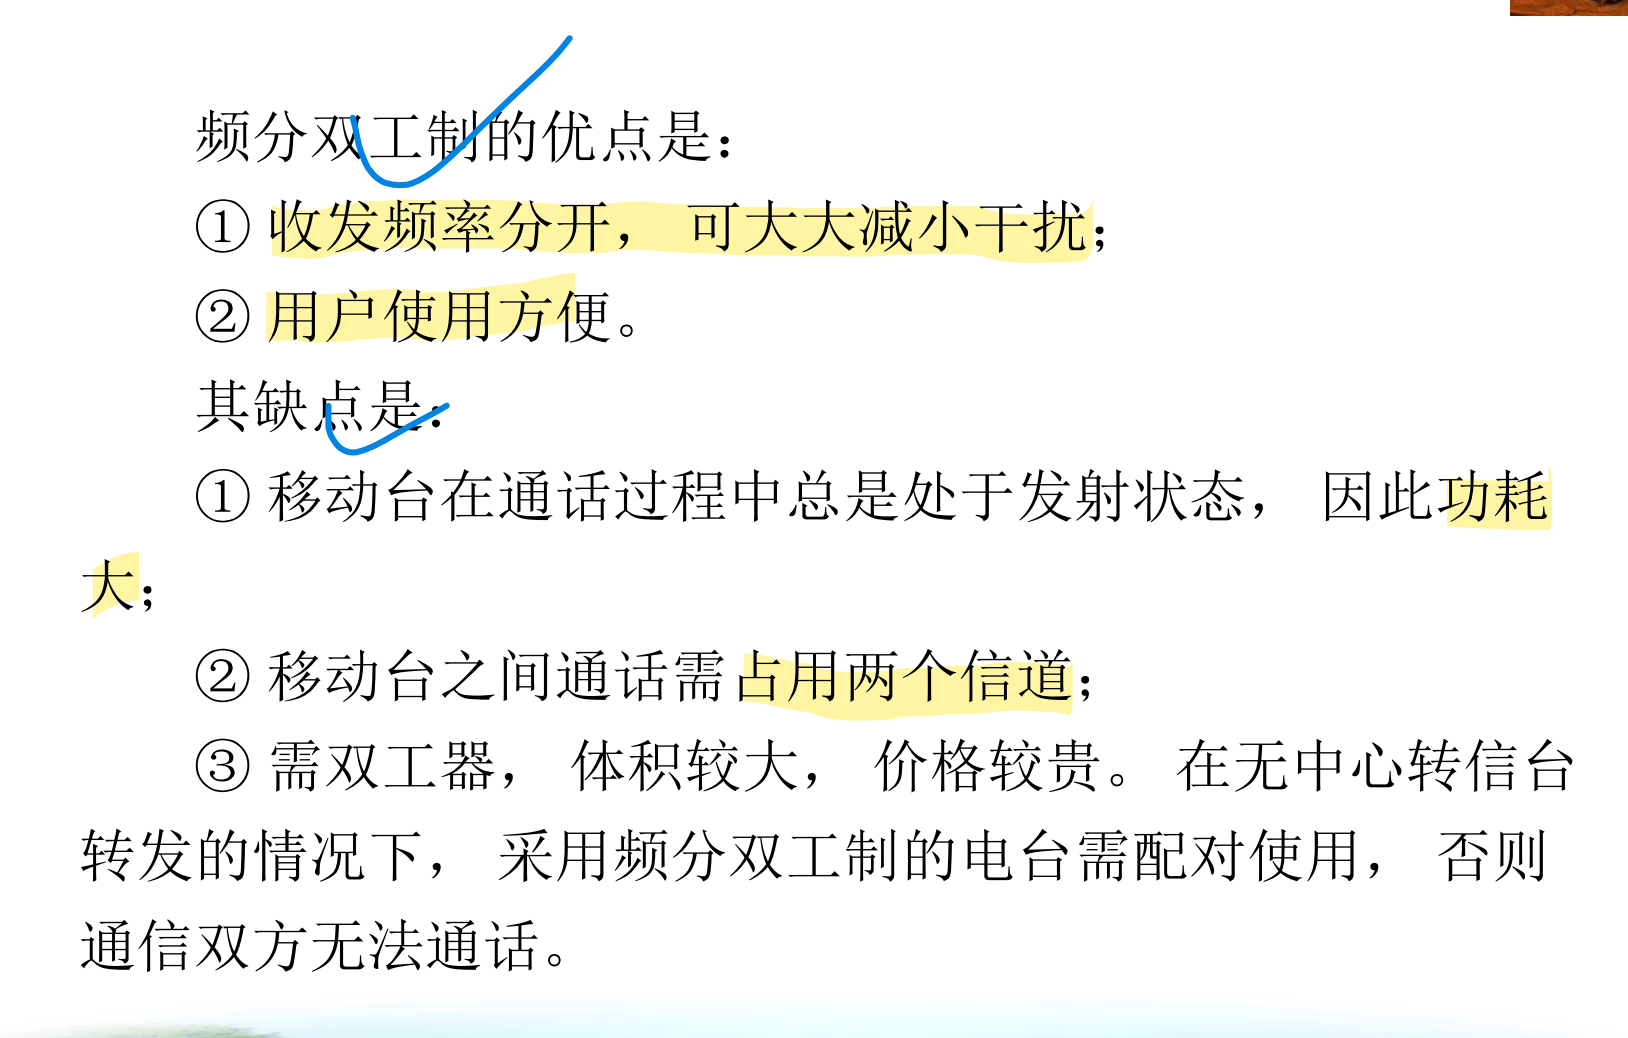 频分双工制的优点是：
① 收发频率分开， 可大大减小干扰；
② 用户使用方便。
其缺点是：
① 移动台在通话过程中总是处于发射状态， 因此功耗
大；
② 移动台之间通话需占用两个信道；
③ 需双工器， 体积较大， 价格较贵。 在无中心转信台
转发的情况下， 采用频分双工制的电台需配对使用， 否则
通信双方无法通话。